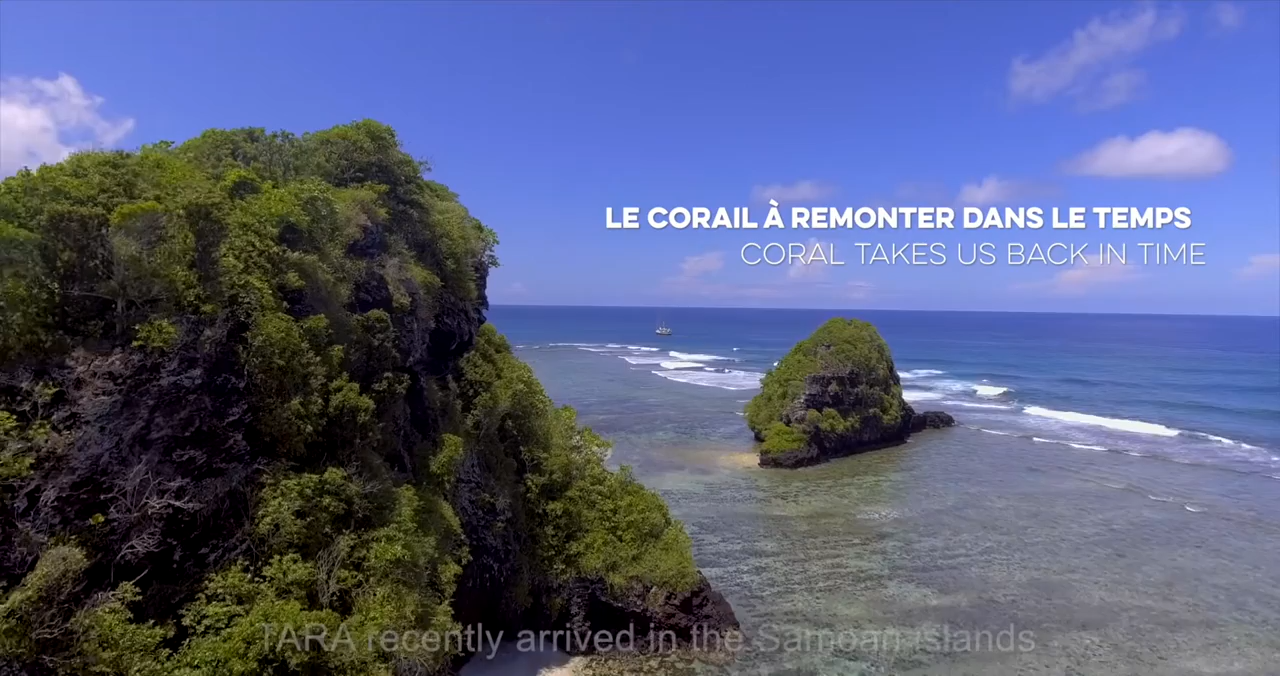 LE CORAIL À REMONTER DANS LE TEMPS
CORAL TAKES US BACK IN TIME
TARA recently arrived in the Samoan islands